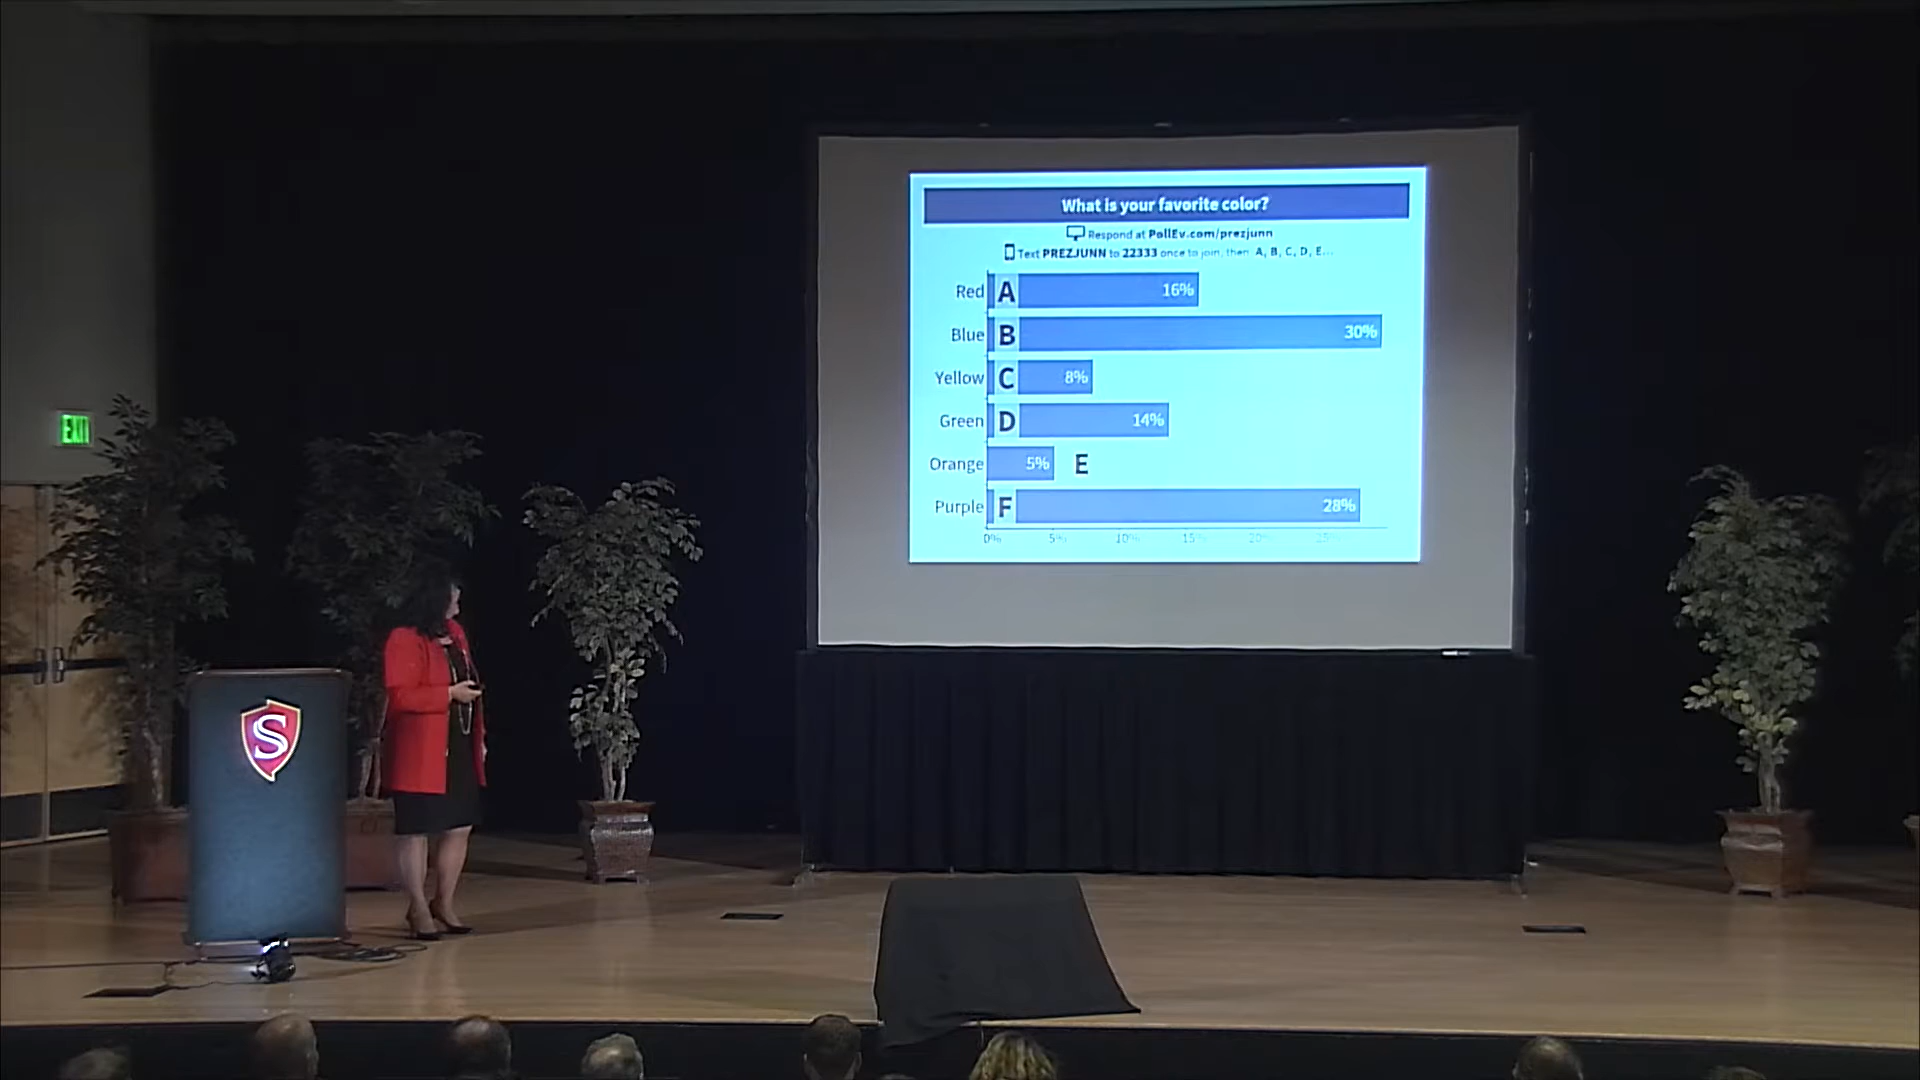 What is your favorite color?
Respond at PollEv.com/prezjunn
Text PREZJUNN to 22333 once to join, then A, B, C, D, E...
Red A 16%
Blue B 30%
Yellow C 8%
Green D 14%
Orange 5% E
Purple F 28%
0% 5% 10% 15% 20% 25%
EXIT
S